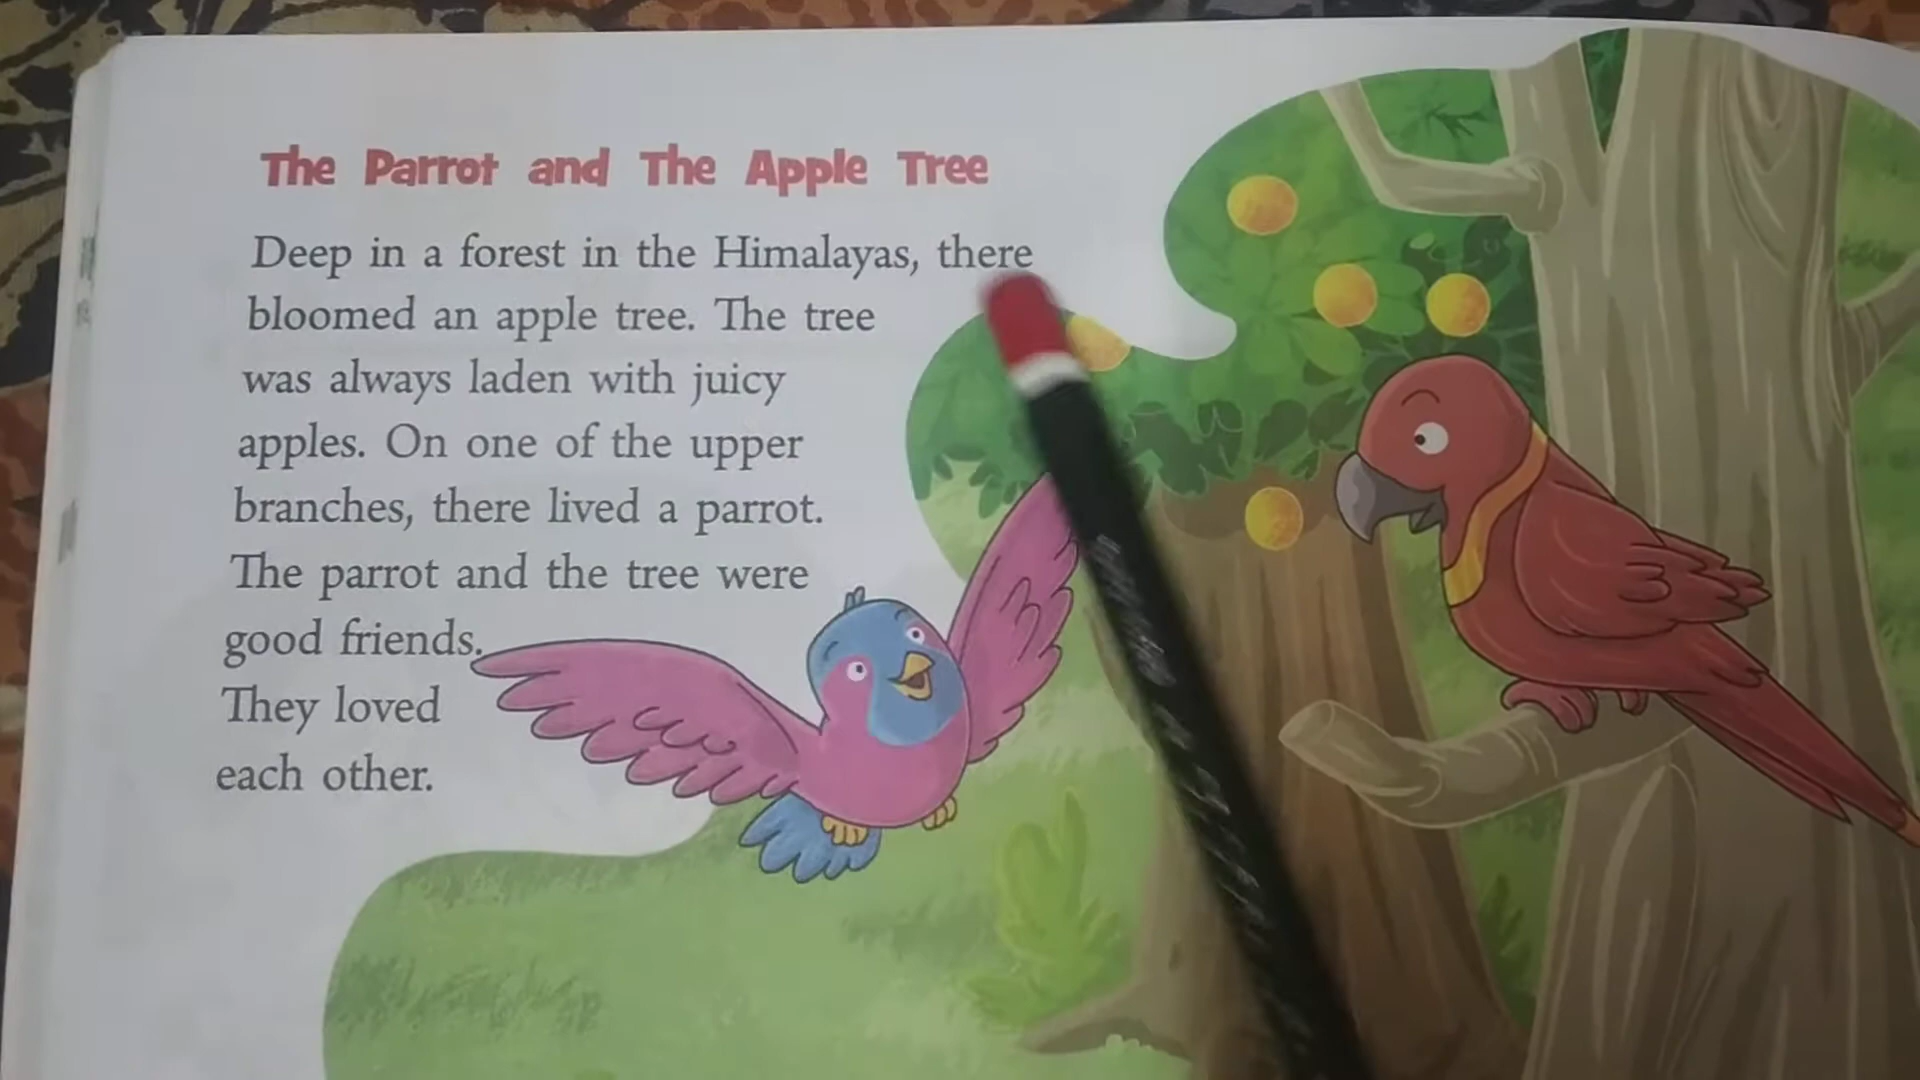 The Parrot and The Apple Tree
Deep in a forest in the Himalayas, there
bloomed an apple tree. The tree
was always laden with juicy
apples. On one of the upper
branches, there lived a parrot.
The parrot and the tree were
good friends.
They loved
each other.